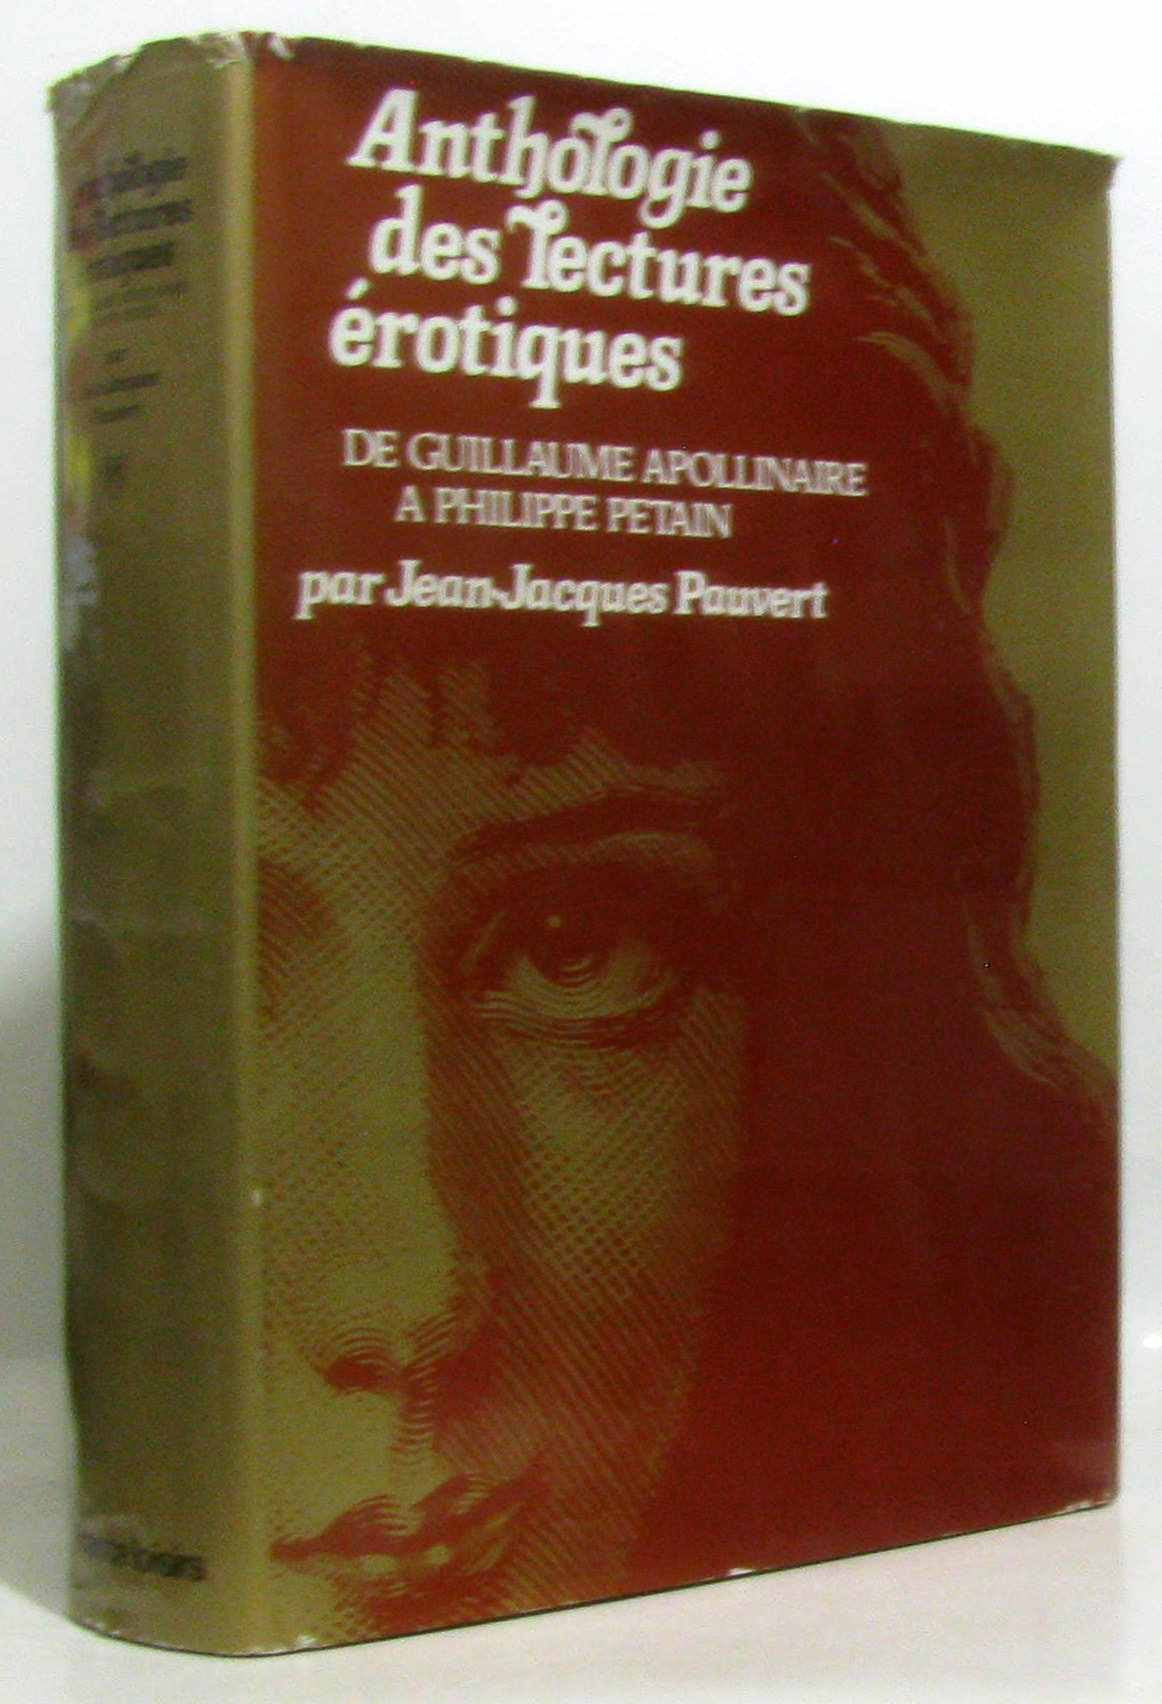 Anthologie
des lectures
érotiques
DE GUILLAUME APOLLINAIRE
A PHILIPPE PETAIN
par Jean-Jacques Pauvert